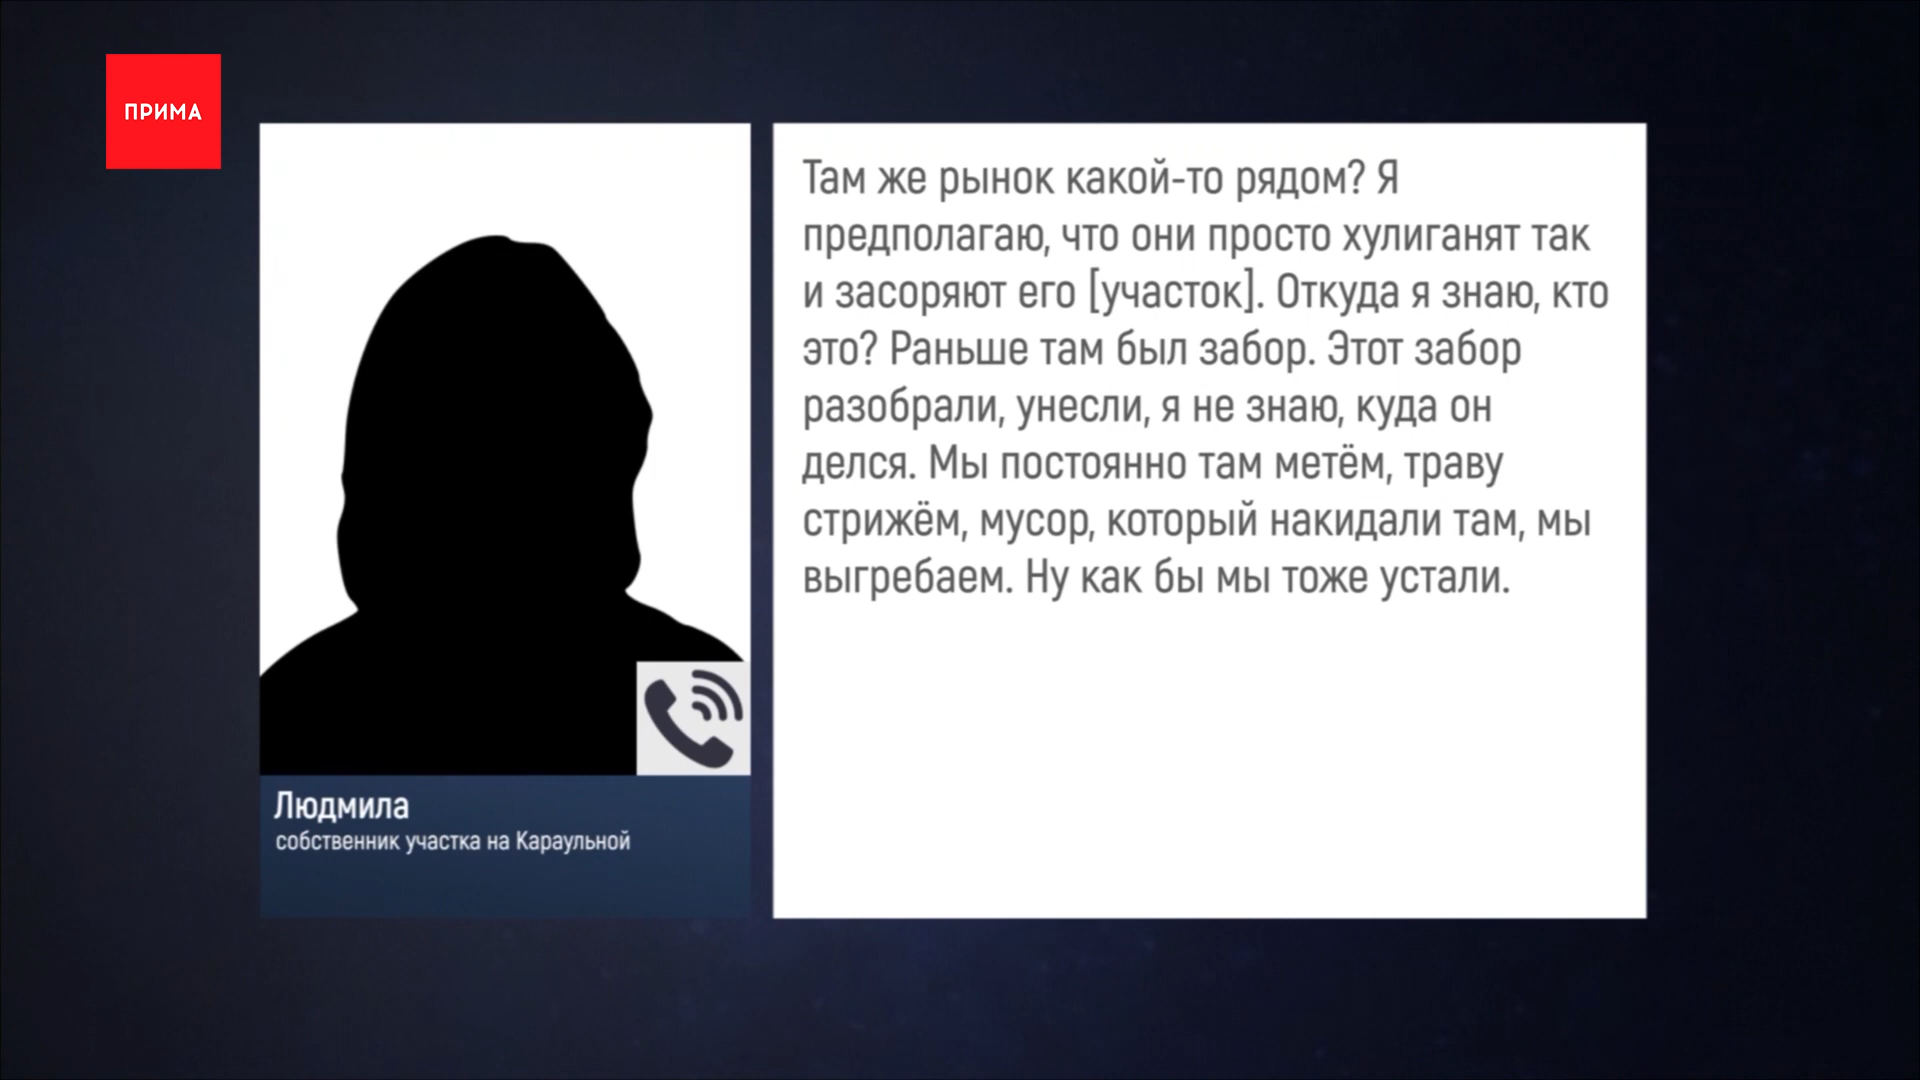 ПРИМА
Там же рынок какой-то рядом? Я
предполагаю, что они просто хулиганят так
и засоряют его [участок]. Откуда я знаю, кто
это? Раньше там был забор. Этот забор
разобрали, унесли, я не знаю, куда он
делся. Мы постоянно там метём, траву
стрижём, мусор, который накидали там, мы
выгребаем. Ну как бы мы тоже устали.
Людмила
собственник участка на Караульной